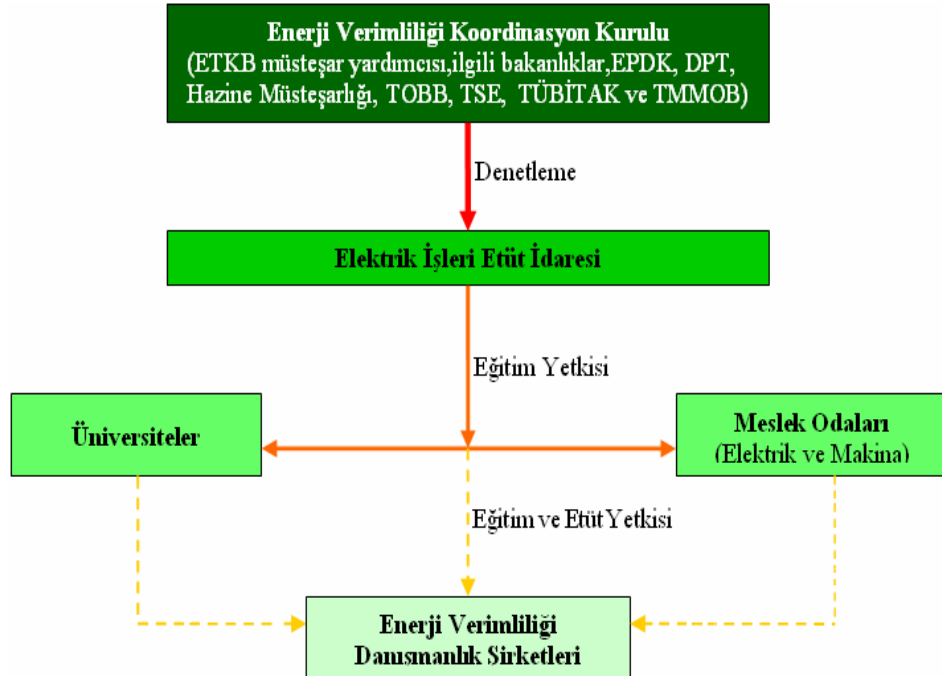 Enerji Verimliliği Koordinasyon Kurulu
(ETKB müsteşar yardımcısı,ilgili bakanlıklar,EPDK, DPT,
Hazine Müsteşarlığı, TOBB, TSE, TÜBİTAK ve TMMOB)
Denetleme
Elektrik İşleri Etüt İdaresi
Eğitim Yetkisi
Üniversiteler
Meslek Odaları
(Elektrik ve Makina)
Eğitim ve Etüt Yetkisi
Enerji Verimliliği
Danısmanlık Sirketleri